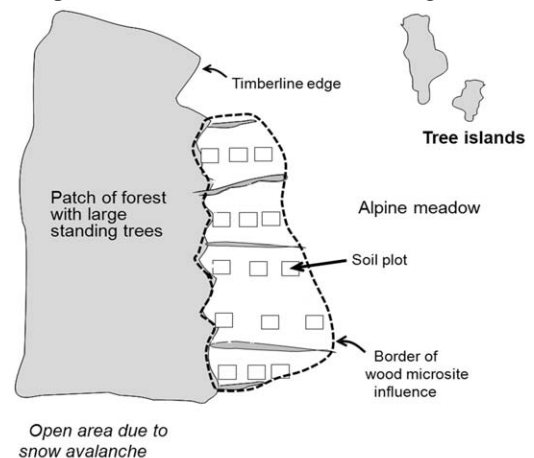 Timberline edge
Tree islands
Patch of forest
with large
standing trees
Alpine meadow
Soil plot
Border of
wood microsite
influence
Open area due to
snow avalanche